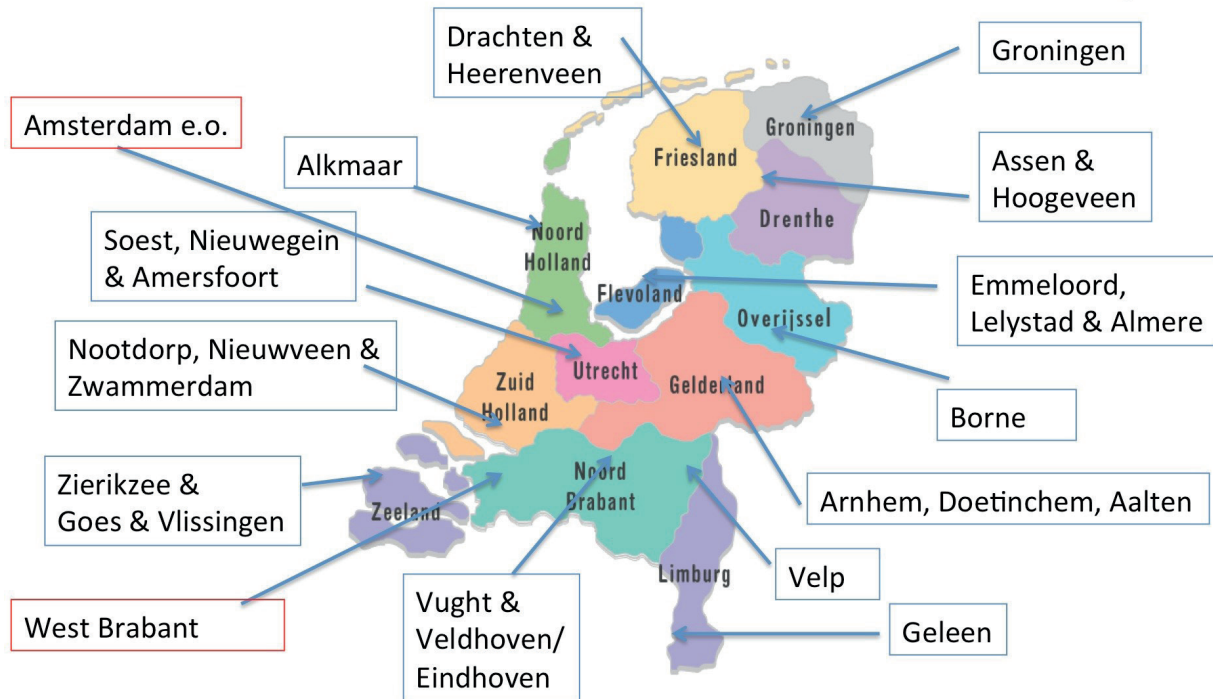 Drachten &
Heerenveen
Groningen
Amsterdam e.o.
Alkmaar
Groningen
Friesland
Assen &
Hoogeveen
Drenthe
Soest, Nieuwegein
& Amersfoort
Noord
Holland
Flevoland
Emmeloord,
Lelystad & Almere
Overijssel
Nootdorp, Nieuwveen &
Zwammerdam
Utrecht
Zuid
Holland
Gelderland
Borne
Zierikzee &
Goes & Vlissingen
Zeeland
Noord
Brabant
Arnhem, Doetinchem, Aalten
Limburg
Velp
West Brabant
Vught &
Veldhoven/
Eindhoven
Geleen